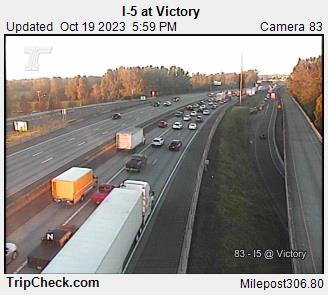 I-5 at Victory
Updated Oct 19 2023 5:59 PM Camera 83
83 - I5 @ Victory
TripCheck.com Milepost306.80